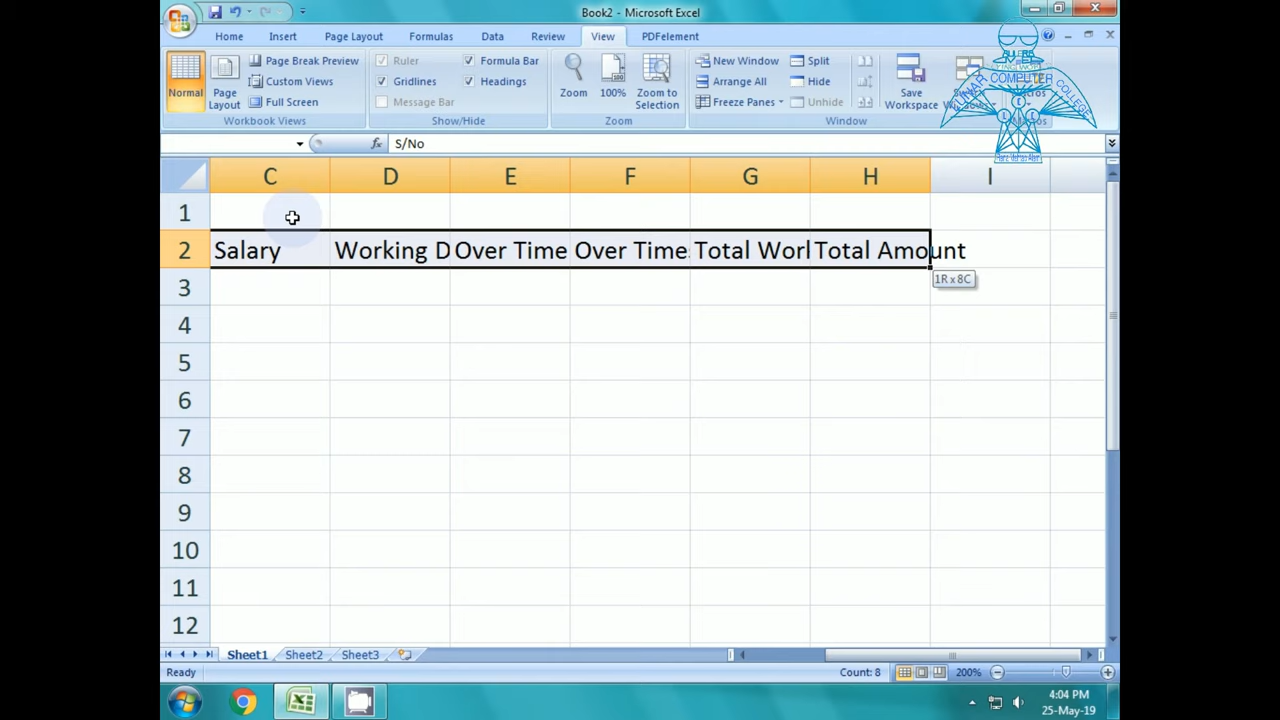 Book2 - Microsoft Excel
Home Insert Page Layout Formulas Data Review View PDFelement
Normal
Page Layout
Page Break Preview
Custom Views
Full Screen
Workbook Views
Ruler
Gridlines
Message Bar
Formula Bar
Headings
Show/Hide
Zoom
100%
Zoom to Selection
Zoom
New Window
Arrange All
Freeze Panes
Split
Hide
Unhide
Save Workspace
Window
COMPUTER COLLEGE
fx S/No
C D E F G H I
1
2 Salary Working D Over Time Over Time Total Worl Total Amount
1R x 8C
3
4
5
6
7
8
9
10
11
12
Sheet1 Sheet2 Sheet3
Ready Count: 8 200%
4:04 PM
25-May-19